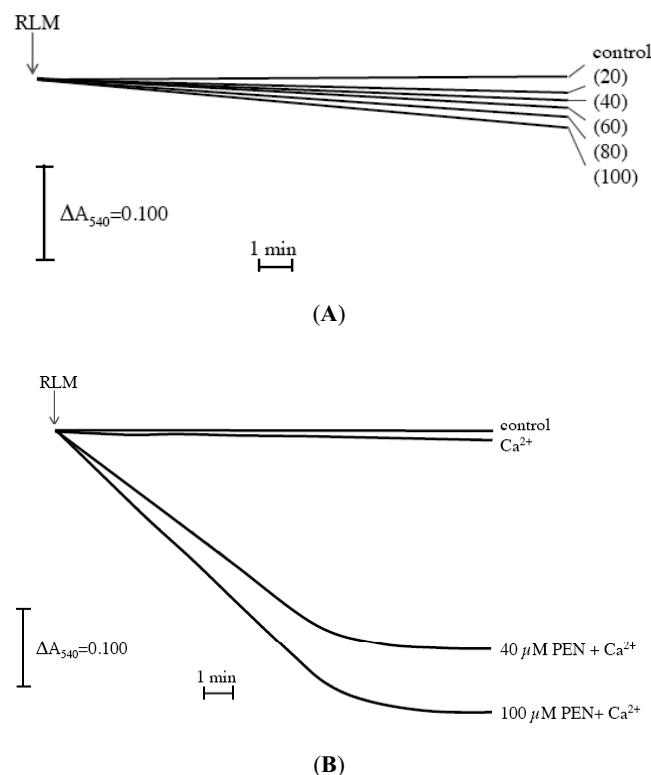 RLM
control
(20)
(40)
(60)
(80)
(100)
ΔA540=0.100
1 min
(A)
RLM
control
Ca2+
ΔA540=0.100
1 min
40 µM PEN + Ca2+
100 µM PEN+ Ca2+
(B)